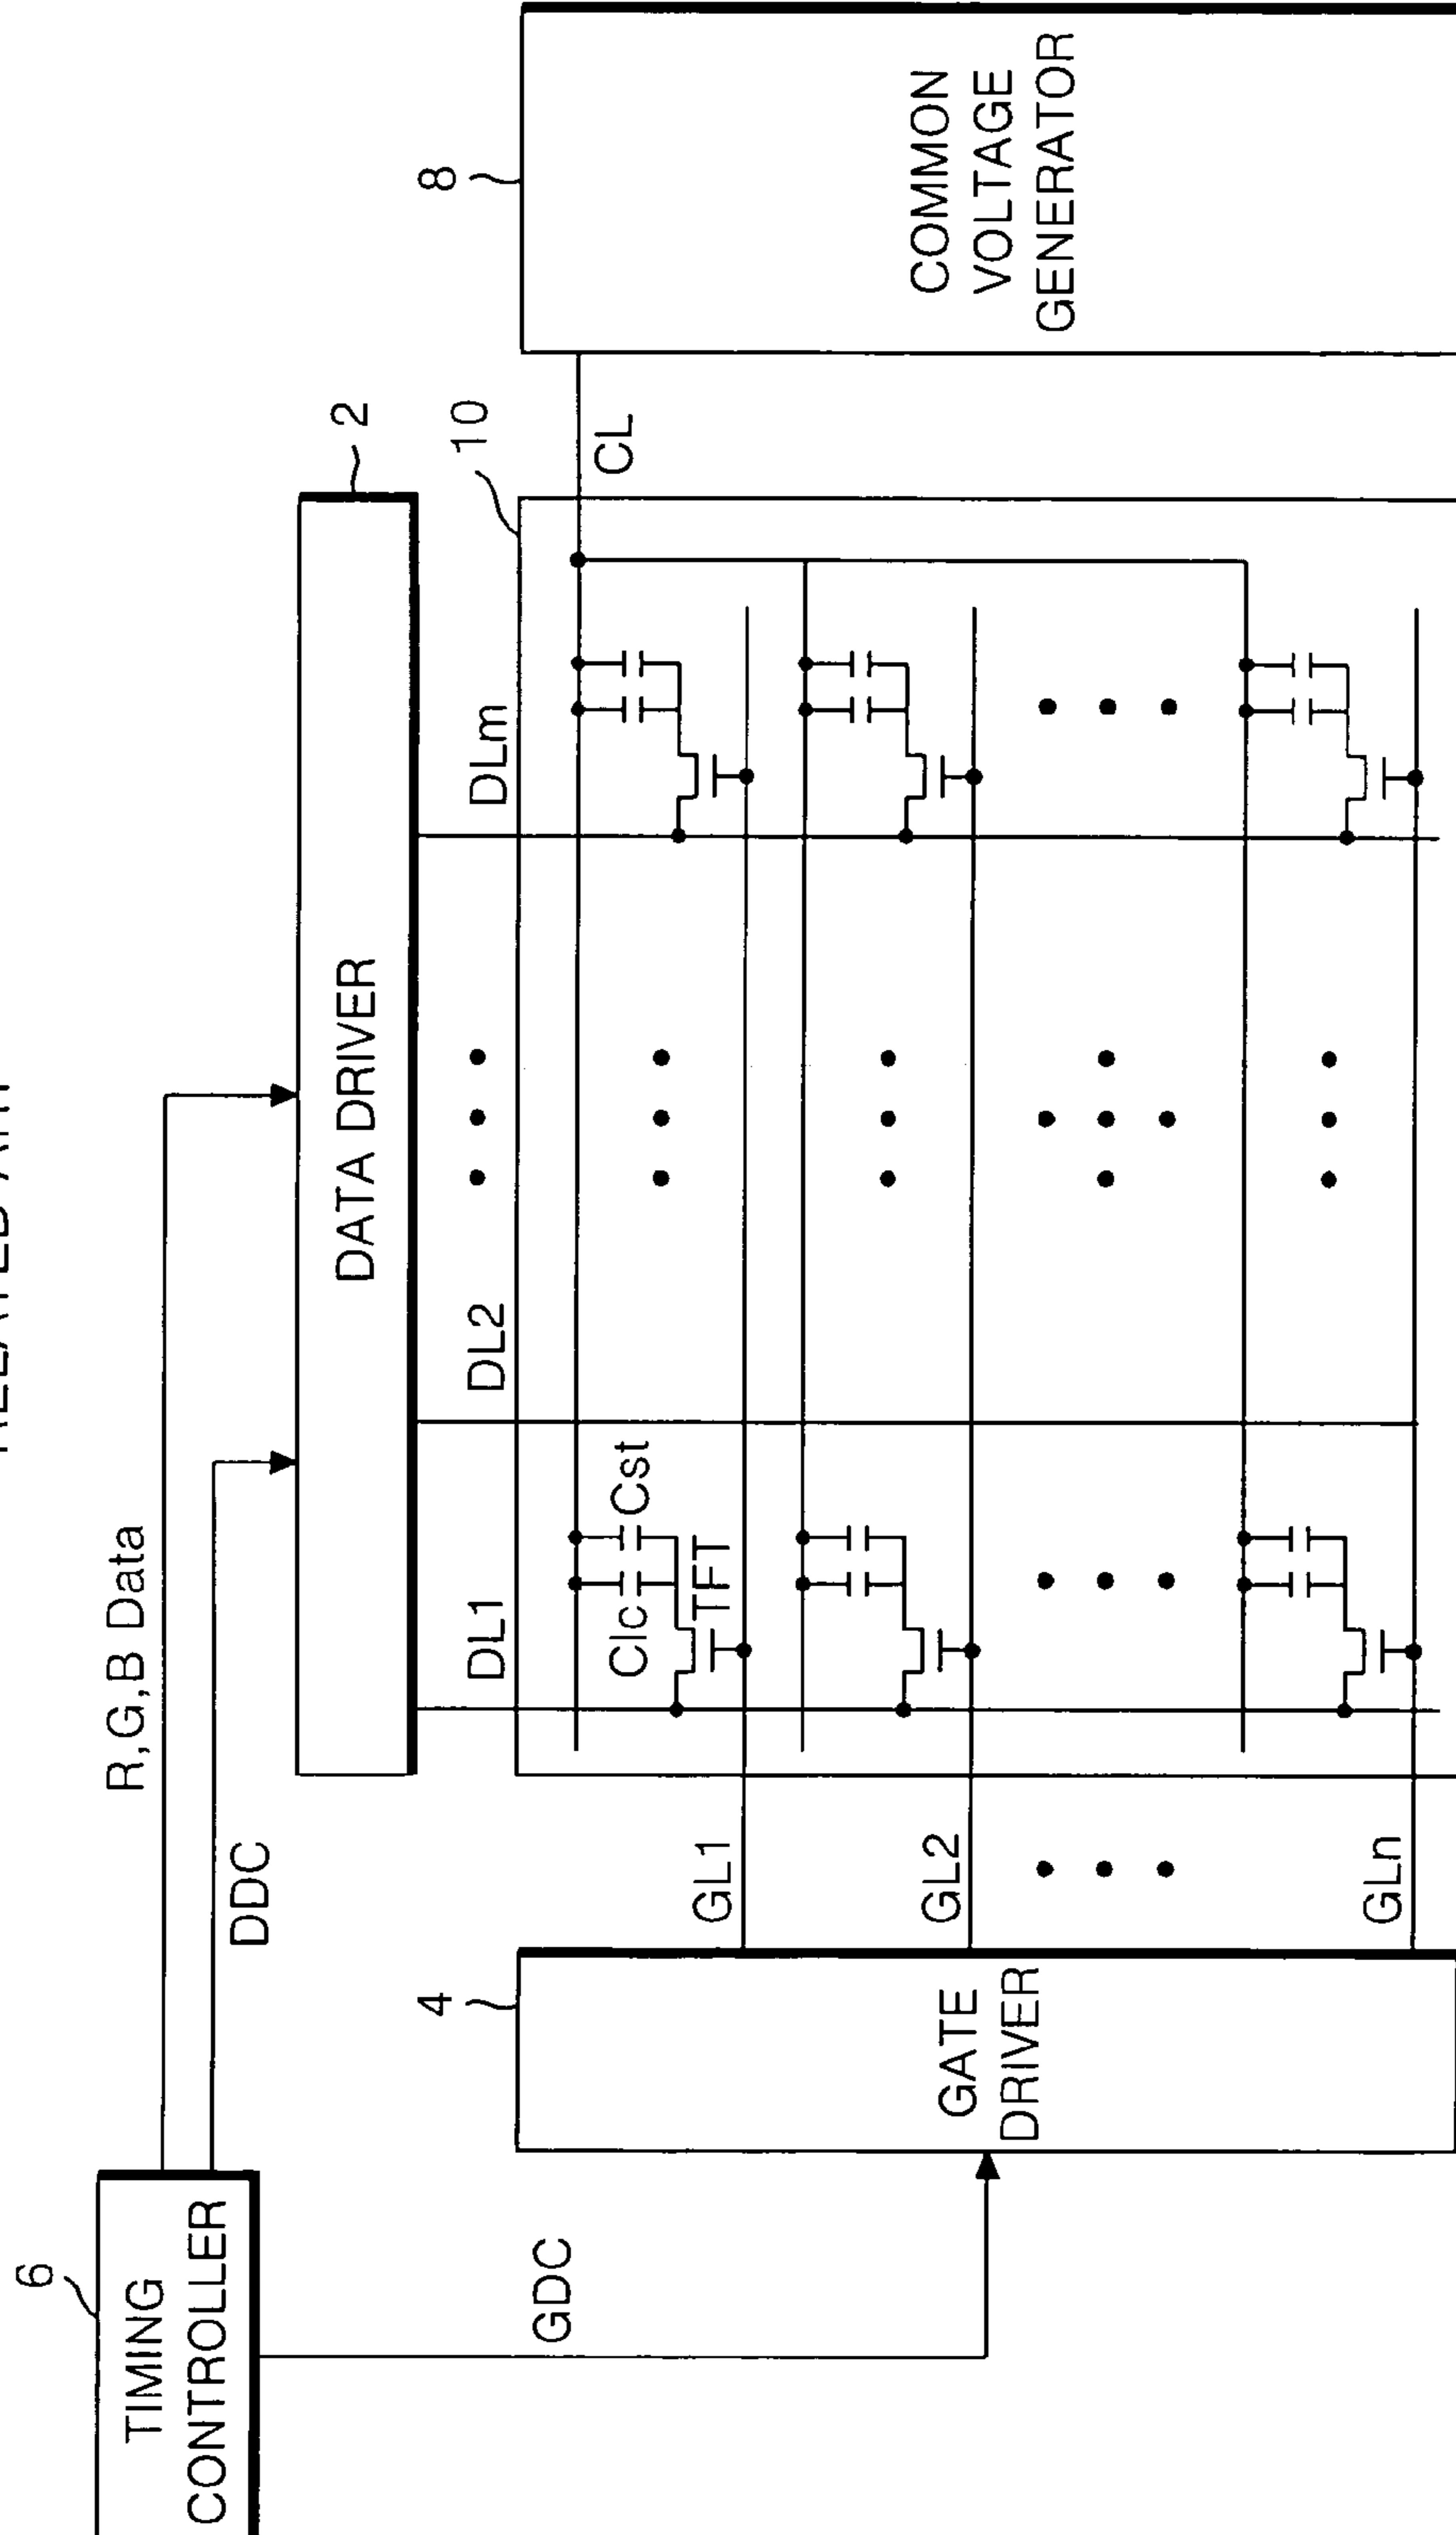 RELATED ART
6
TIMING
CONTROLLER
R,G,B Data
DDC
GDC
DATA DRIVER
2
4
GATE
DRIVER
GL1
GL2
GLn
DL1
DL2
DLm
10
Clc
Cst
TFT
CL
8
COMMON
VOLTAGE
GENERATOR